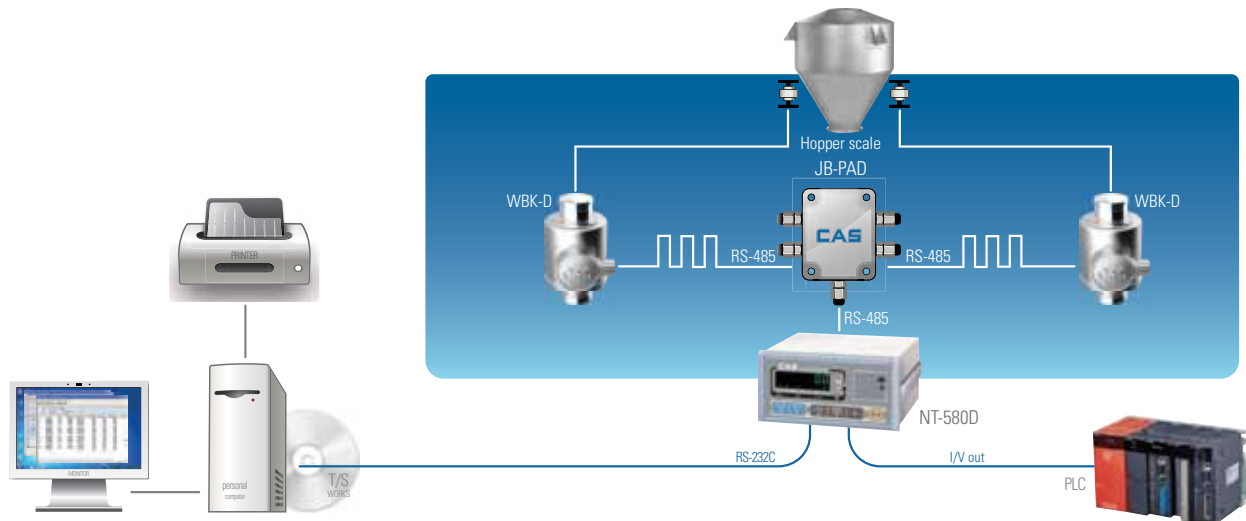 Hopper scale
JB-PAD
WBK-D
WBK-D
CAS
RS-485
RS-485
RS-485
PRINTER
CAS
NT-580D
MONITOR
personal
computer
T/S
WORKS
RS-232C
I/V out
PLC